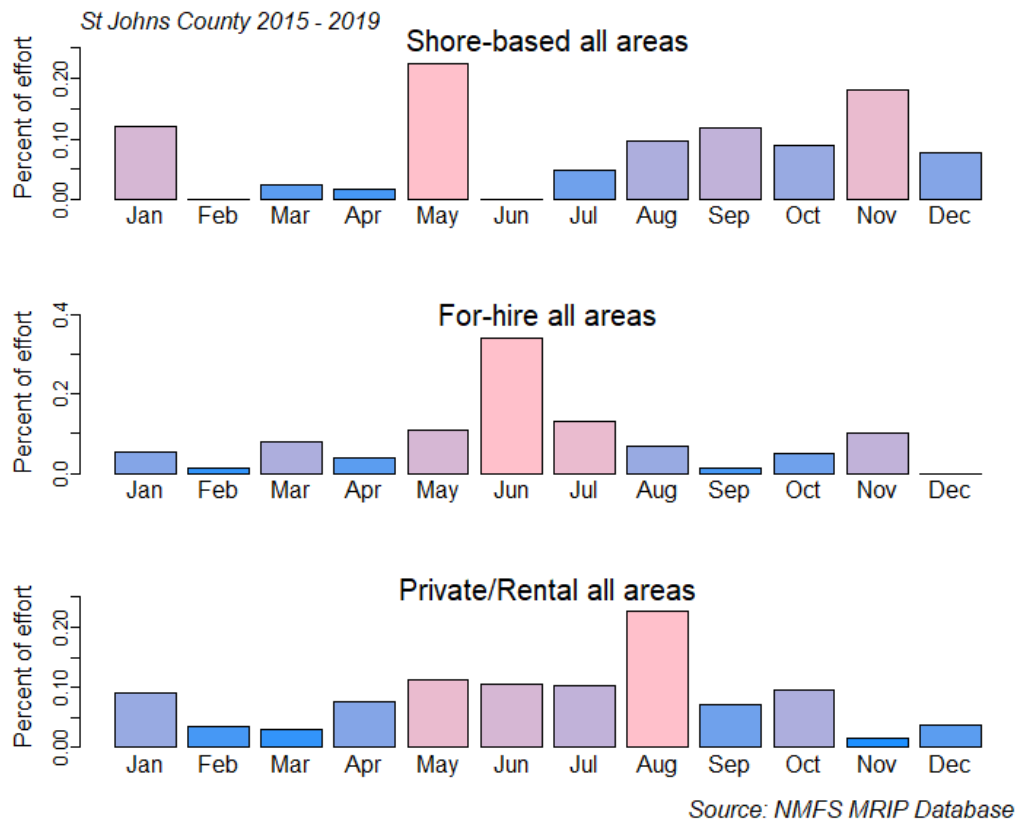 St Johns County 2015 - 2019
Shore-based all areas
Percent of effort
0.20
0.10
0.00
Jan Feb Mar Apr May Jun Jul Aug Sep Oct Nov Dec
For-hire all areas
Percent of effort
0.4
0.2
0.0
Jan Feb Mar Apr May Jun Jul Aug Sep Oct Nov Dec
Private/Rental all areas
Percent of effort
0.20
0.10
0.00
Jan Feb Mar Apr May Jun Jul Aug Sep Oct Nov Dec
Source: NMFS MRIP Database